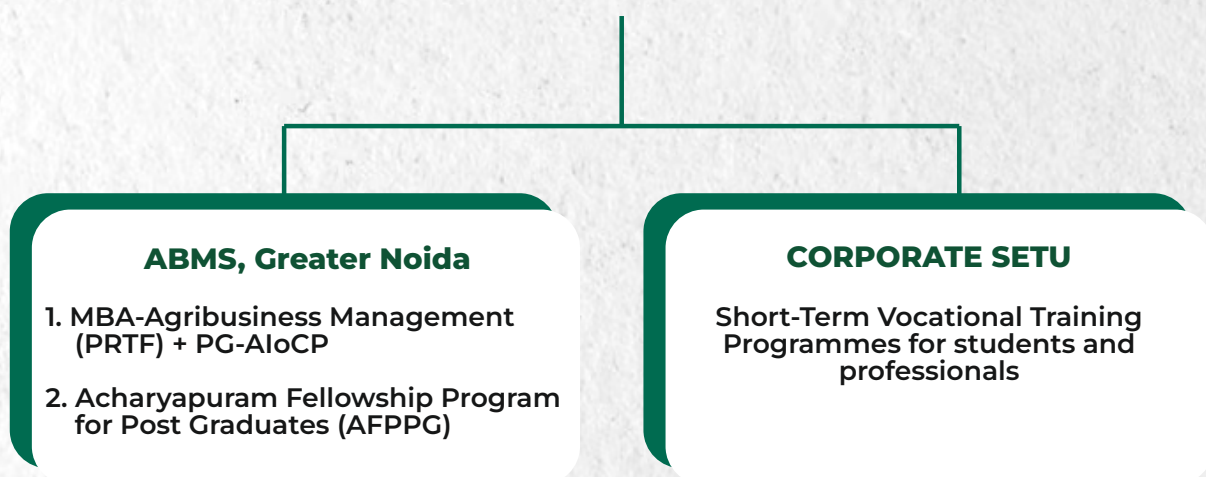 ABMS, Greater Noida
1. MBA-Agribusiness Management
(PRTF) + PG-AIoCP
2. Acharyapuram Fellowship Program
for Post Graduates (AFPPG)
CORPORATE SETU
Short-Term Vocational Training
Programmes for students and
professionals